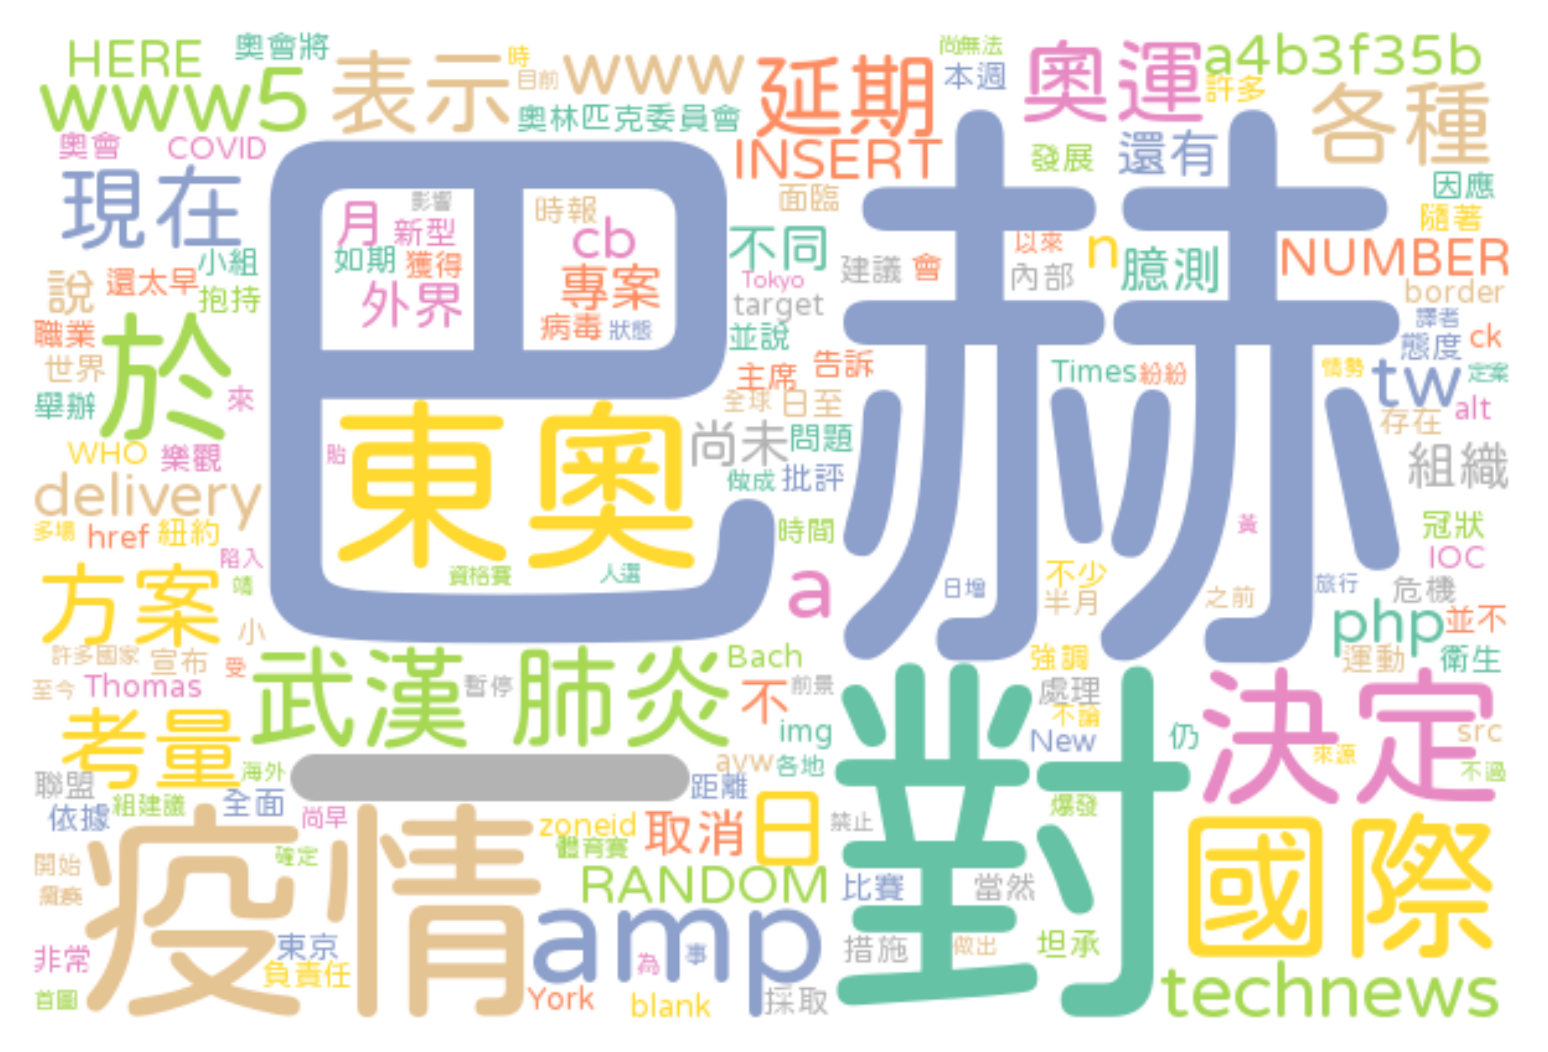 HERE
奧會將
表示
時
目前
www
延期
尚無法
本週
奧運
a4b3f35b
許多
各種
www5
奧林匹克委員會
奧會
COVID
INSERT
發展
還有
因應
現在
巴赫
影響
月
新型
時報
cb
面臨
隨著
不同
建議
會
以來
內部
n
臆測
NUMBER
小組
如期
獲得
專案
Tokyo
target
border
說
還太早
抱持
外界
病毒
狀態
並說
譯者
態度
ck
職業
於
世界
主席
告訴
Times
紛紛
情勢
tw
定案
舉辦
來
東奧
全球
日至
存在
alt
WHO
樂觀
胎
尚未
問題
組織
delivery
做成
批評
多場
href
紐約
時間
黃
冠狀
陷入
IOC
方案
靖
資格賽
人選
a
日增
不少
半月
之前
旅行
危機
小
php
並不
許多國家
宣布
受
武漢
肺炎
Bach
強調
運動
衛生
至今
Thomas
暫停
不
前景
對
處理
決定
考量
img
不論
New
仍
src
來源
海外
一
avw
各地
不過
聯盟
距離
組建議
依據
全面
尚早
疫情
zoneid
取消
日
禁止
爆發
國際
體育賽
確定
開始
RANDOM
比賽
當然
癱瘓
amp
非常
東京
為
事
措施
做出
坦承
負責任
首圖
York
blank
採取
technews